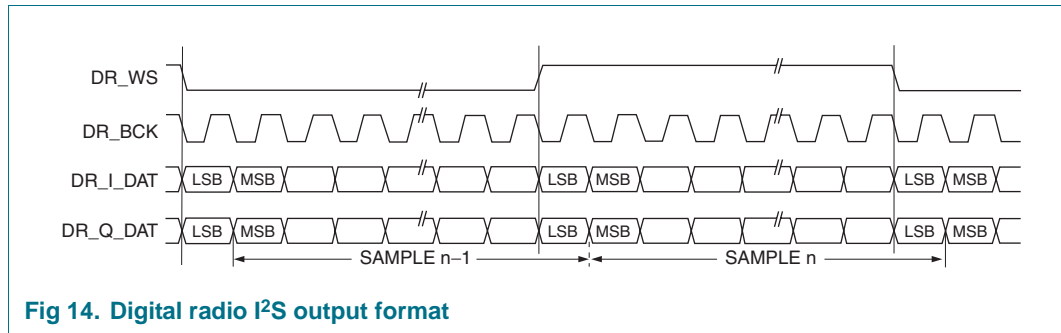 DR_WS
DR_BCK
DR_I_DAT LSB MSB LSB MSB LSB MSB
DR_Q_DAT LSB MSB LSB MSB LSB MSB
SAMPLE n−1 SAMPLE n
Fig 14. Digital radio I²S output format